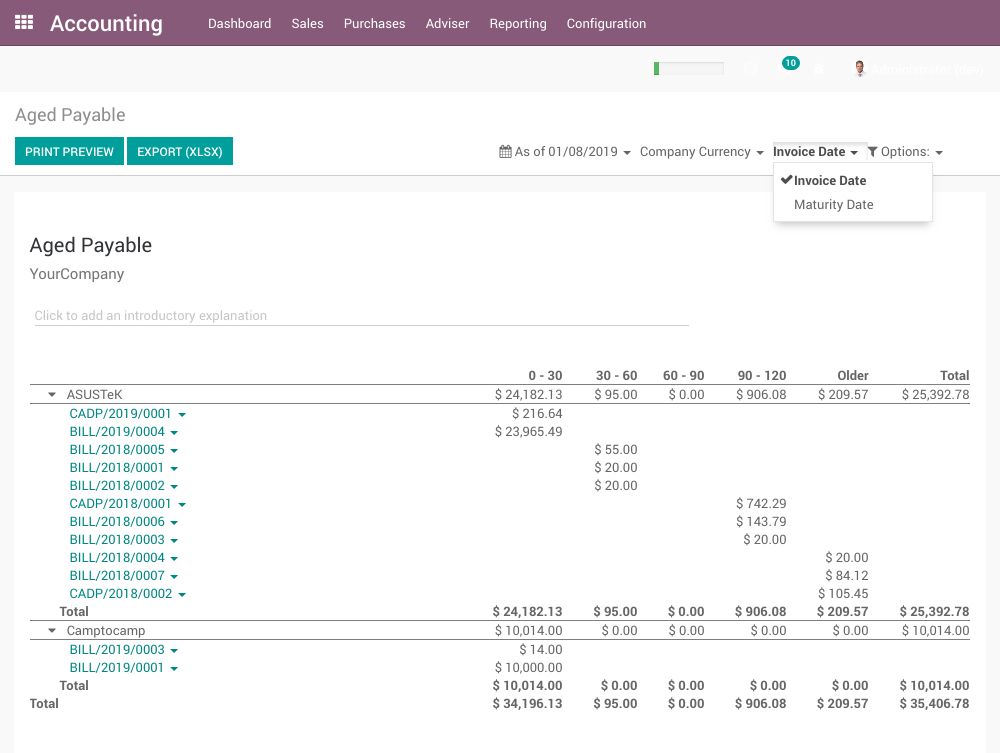 Accounting Dashboard Sales Purchases Adviser Reporting Configuration
10
Aged Payable
PRINT PREVIEW EXPORT (XLSX) As of 01/08/2019 Company Currency Invoice Date Options:
Invoice Date
Maturity Date
Aged Payable
YourCompany
Click to add an introductory explanation
0 - 30 30 - 60 60 - 90 90 - 120 Older Total
ASUSTeK $ 24,182.13 $ 95.00 $ 0.00 $ 906.08 $ 209.57 $ 25,392.78
CADP/2019/0001 $ 216.64
BILL/2019/0004 $ 23,965.49
BILL/2018/0005 $ 55.00
BILL/2018/0001 $ 20.00
BILL/2018/0002 $ 20.00
CADP/2018/0001 $ 742.29
BILL/2018/0006 $ 143.79
BILL/2018/0003 $ 20.00
BILL/2018/0004 $ 20.00
BILL/2018/0007 $ 84.12
CADP/2018/0002 $ 105.45
Total $ 24,182.13 $ 95.00 $ 0.00 $ 906.08 $ 209.57 $ 25,392.78
Camptocamp $ 10,014.00 $ 0.00 $ 0.00 $ 0.00 $ 0.00 $ 10,014.00
BILL/2019/0003 $ 14.00
BILL/2019/0001 $ 10,000.00
Total $ 10,014.00 $ 0.00 $ 0.00 $ 0.00 $ 0.00 $ 10,014.00
Total $ 34,196.13 $ 95.00 $ 0.00 $ 906.08 $ 209.57 $ 35,406.78